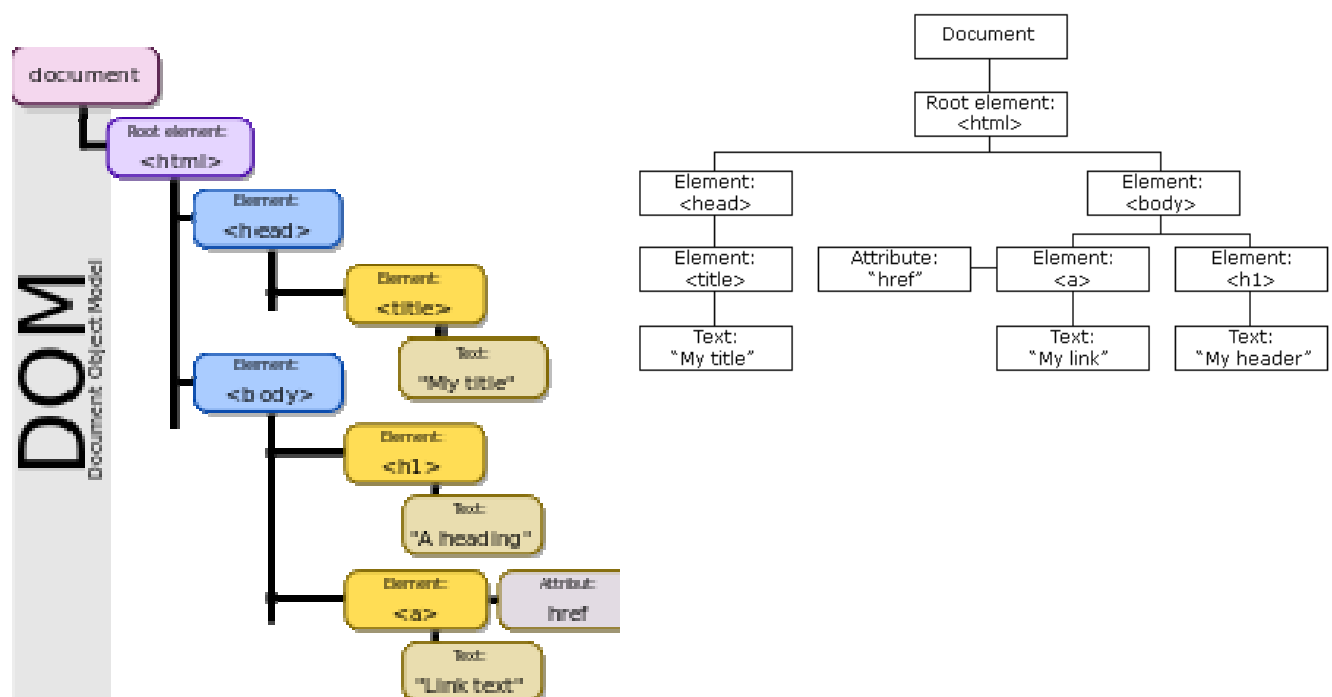 document
Root element:
<html>
Element:
<head>
Element:
<title>
Text:
"My title"
Element:
<body>
Element:
<h1>
Text:
"A heading"
Element:
<a>
Attribut:
href
Text:
"Link text"
DOM
Document Object Model
Document
Root element:
<html>
Element:
<head>
Element:
<body>
Element:
<title>
Attribute:
“href”
Element:
<a>
Element:
<h1>
Text:
“My title”
Text:
“My link”
Text:
“My header”